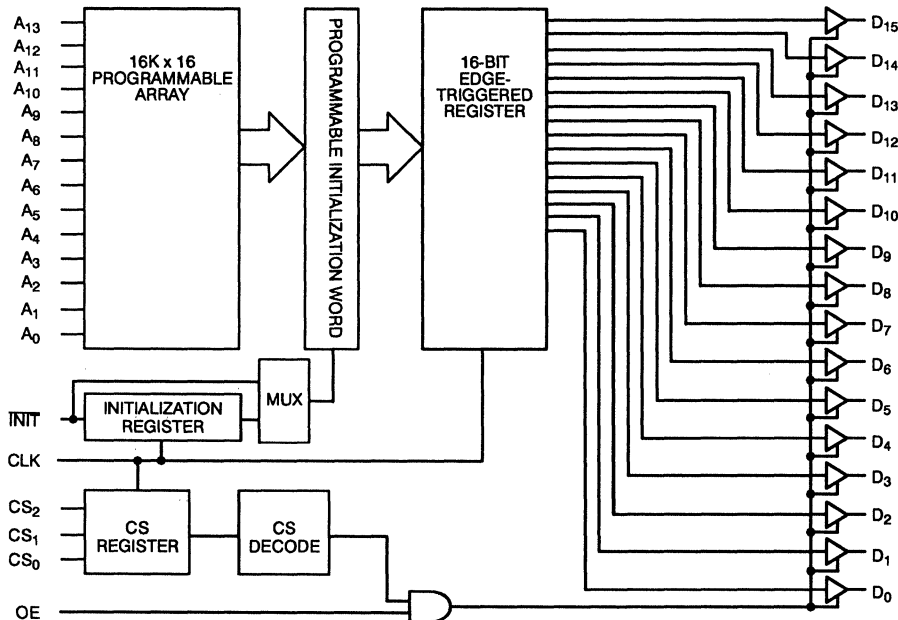 A13
A12
A11
A10
A9
A8
A7
A6
A5
A4
A3
A2
A1
A0
16K x 16
PROGRAMMABLE
ARRAY
PROGRAMMABLE INITIALIZATION WORD
16-BIT
EDGE-
TRIGGERED
REGISTER
D15
D14
D13
D12
D11
D10
D9
D8
D7
D6
D5
D4
D3
D2
D1
D0
INIT
INITIALIZATION
REGISTER
MUX
CLK
CS2
CS1
CS0
CS
REGISTER
CS
DECODE
OE